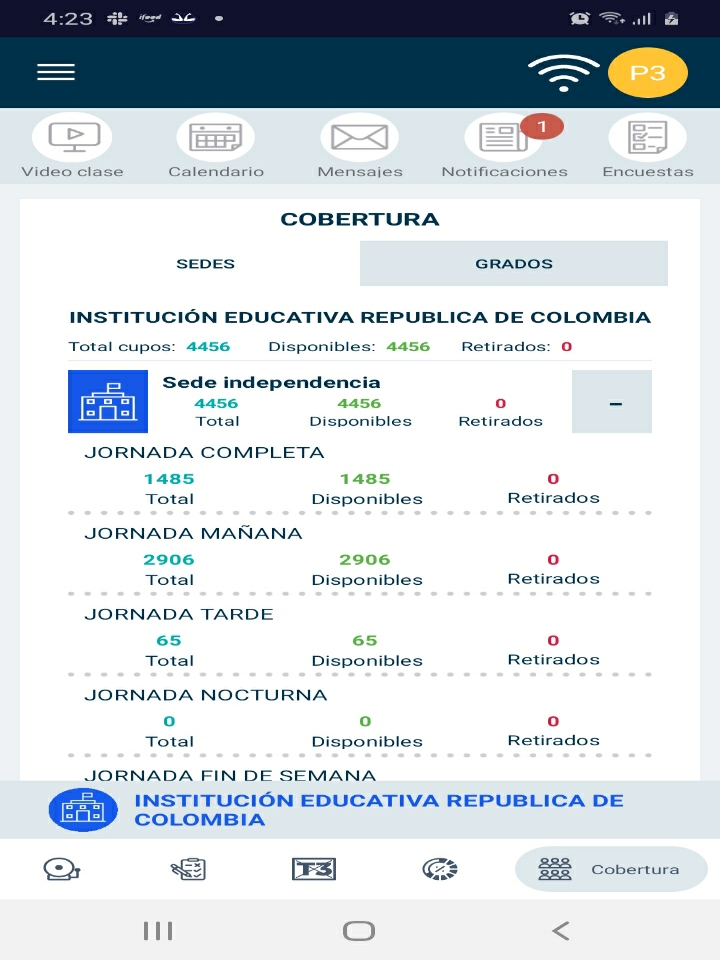 4:23
P3
1
Video clase Calendario Mensajes Notificaciones Encuestas
COBERTURA
SEDES GRADOS
INSTITUCIÓN EDUCATIVA REPUBLICA DE COLOMBIA
Total cupos: 4456 Disponibles: 4456 Retirados: 0
Sede independencia
4456 4456 0
Total Disponibles Retirados
JORNADA COMPLETA
1485 1485 0
Total Disponibles Retirados
JORNADA MAÑANA
2906 2906 0
Total Disponibles Retirados
JORNADA TARDE
65 65 0
Total Disponibles Retirados
JORNADA NOCTURNA
0 0 0
Total Disponibles Retirados
JORNADA FIN DE SEMANA
INSTITUCIÓN EDUCATIVA REPUBLICA DE
COLOMBIA
T3 Cobertura